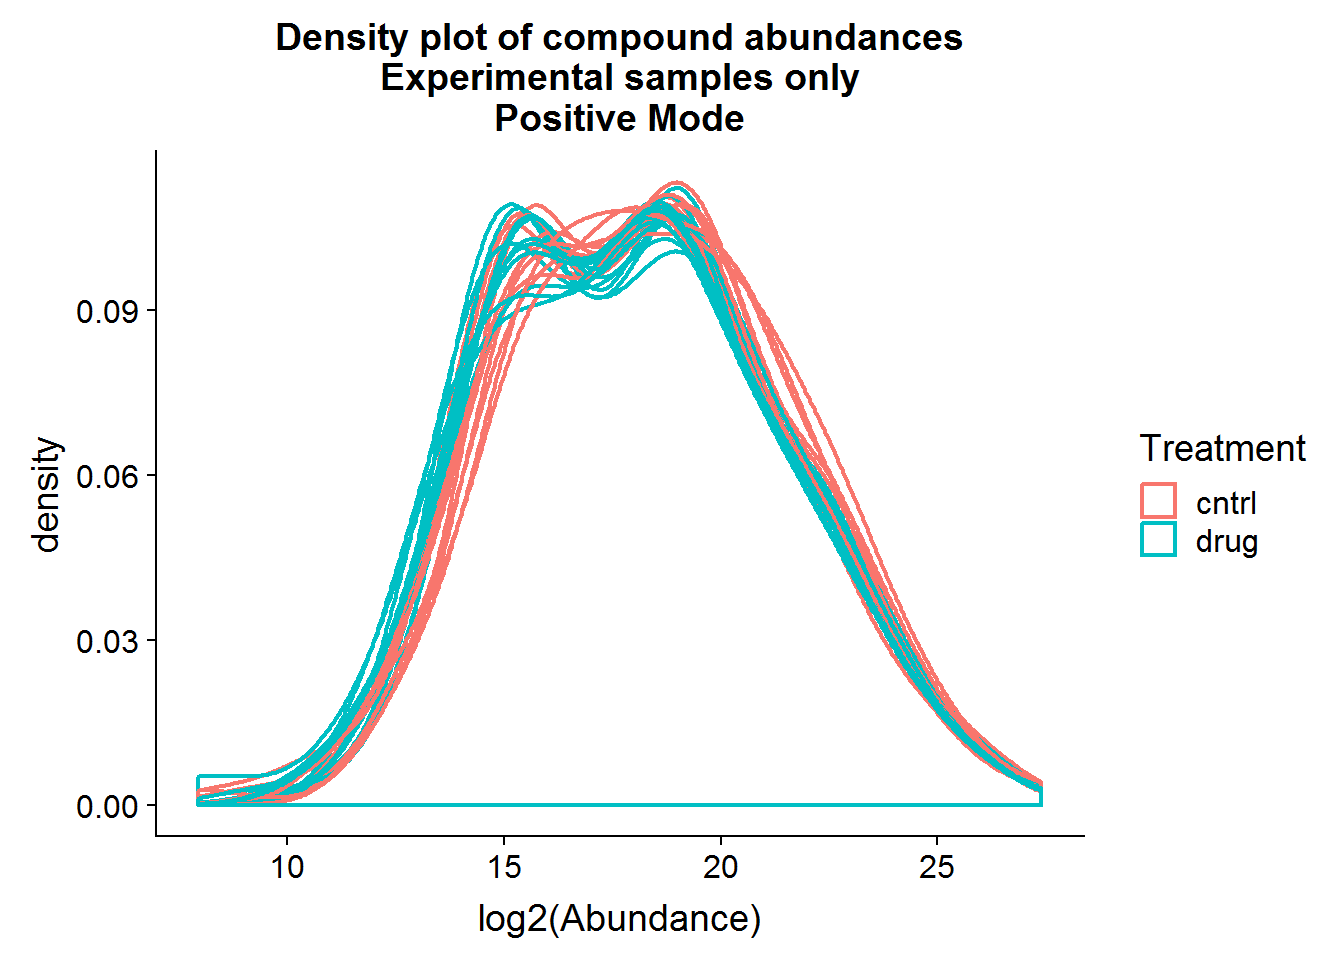 Density plot of compound abundances
Experimental samples only
Positive Mode
density
0.09
0.06
0.03
0.00
10 15 20 25
log2(Abundance)
Treatment
cntrl
drug